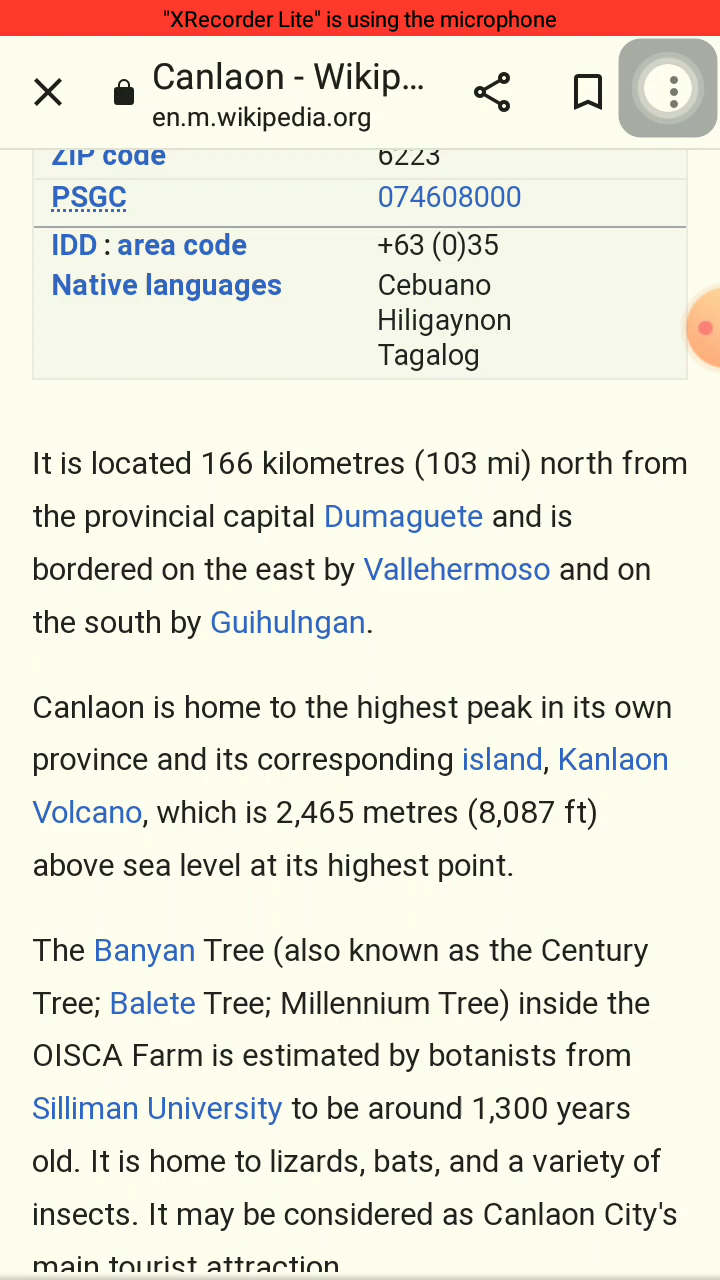 "XRecorder Lite" is using the microphone
Canlaon - Wikip...
en.m.wikipedia.org
ZIP code 6223
PSGC 074608000
IDD : area code +63 (0)35
Native languages Cebuano
Hiligaynon
Tagalog
It is located 166 kilometres (103 mi) north from
the provincial capital Dumaguete and is
bordered on the east by Vallehermoso and on
the south by Guihulngan.
Canlaon is home to the highest peak in its own
province and its corresponding island, Kanlaon
Volcano, which is 2,465 metres (8,087 ft)
above sea level at its highest point.
The Banyan Tree (also known as the Century
Tree; Balete Tree; Millennium Tree) inside the
OISCA Farm is estimated by botanists from
Silliman University to be around 1,300 years
old. It is home to lizards, bats, and a variety of
insects. It may be considered as Canlaon City's
main tourist attraction.